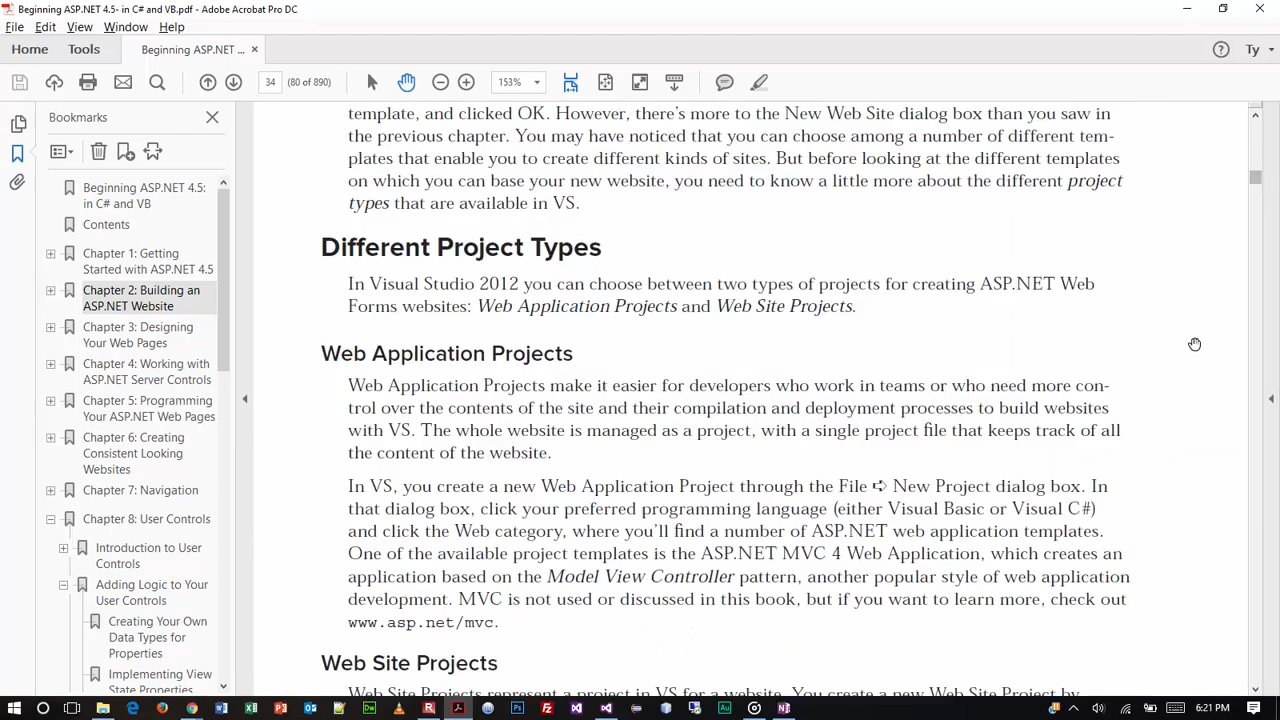 Beginning ASP.NET 4.5- in C# and VB.pdf - Adobe Acrobat Pro DC
File Edit View Window Help
Home Tools Beginning ASP.NET ... × Ty
34 (80 of 890) 153%
Bookmarks
Beginning ASP.NET 4.5:
in C# and VB
Contents
Chapter 1: Getting
Started with ASP.NET 4.5
Chapter 2: Building an
ASP.NET Website
Chapter 3: Designing
Your Web Pages
Chapter 4: Working with
ASP.NET Server Controls
Chapter 5: Programming
Your ASP.NET Web Pages
Chapter 6: Creating
Consistent Looking
Websites
Chapter 7: Navigation
Chapter 8: User Controls
Introduction to User
Controls
Adding Logic to Your
User Controls
Creating Your Own
Data Types for
Properties
Implementing View
State Properties
template, and clicked OK. However, there's more to the New Web Site dialog box than you saw in
the previous chapter. You may have noticed that you can choose among a number of different tem-
plates that enable you to create different kinds of sites. But before looking at the different templates
on which you can base your new website, you need to know a little more about the different project
types that are available in VS.
Different Project Types
In Visual Studio 2012 you can choose between two types of projects for creating ASP.NET Web
Forms websites: Web Application Projects and Web Site Projects.
Web Application Projects
Web Application Projects make it easier for developers who work in teams or who need more con-
trol over the contents of the site and their compilation and deployment processes to build websites
with VS. The whole website is managed as a project, with a single project file that keeps track of all
the content of the website.
In VS, you create a new Web Application Project through the File ➪ New Project dialog box. In
that dialog box, click your preferred programming language (either Visual Basic or Visual C#)
and click the Web category, where you'll find a number of ASP.NET web application templates.
One of the available project templates is the ASP.NET MVC 4 Web Application, which creates an
application based on the Model View Controller pattern, another popular style of web application
development. MVC is not used or discussed in this book, but if you want to learn more, check out
www.asp.net/mvc.
Web Site Projects
Web Site Projects represent a project in VS for a website. You create a new Web Site Project by
6:21 PM